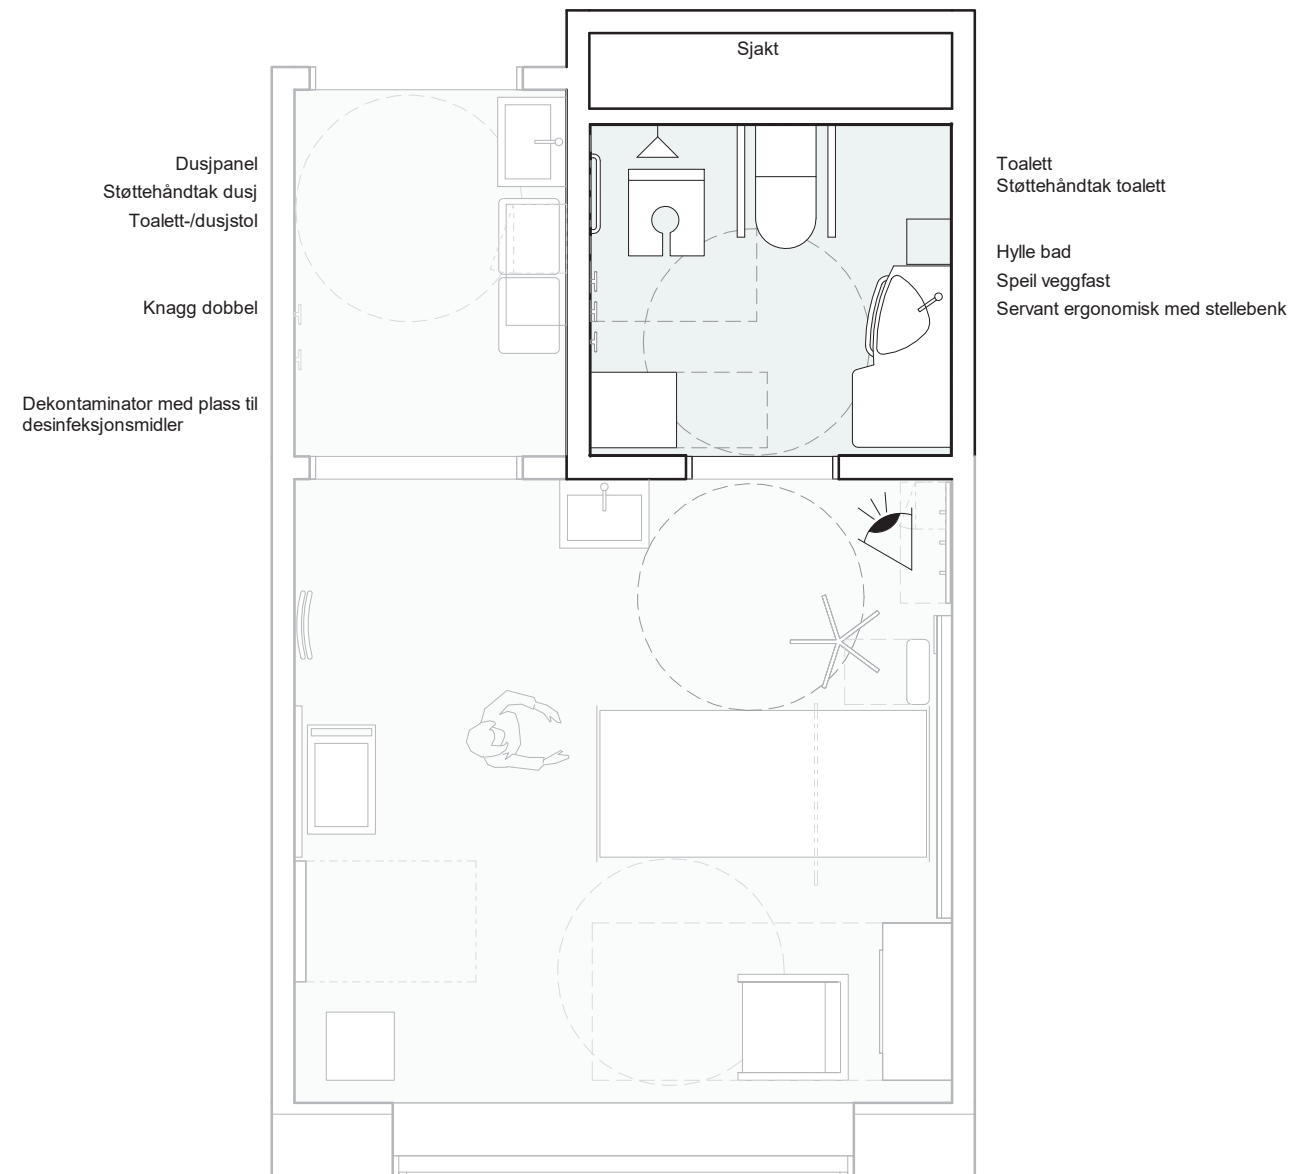 Sjakt
Dusjpanel
Støttehåndtak dusj
Toalett-/dusjstol
Knagg dobbel
Dekontaminator med plass til
desinfeksjonsmidler
Toalett
Støttehåndtak toalett
Hylle bad
Speil veggfast
Servant ergonomisk med stellebenk